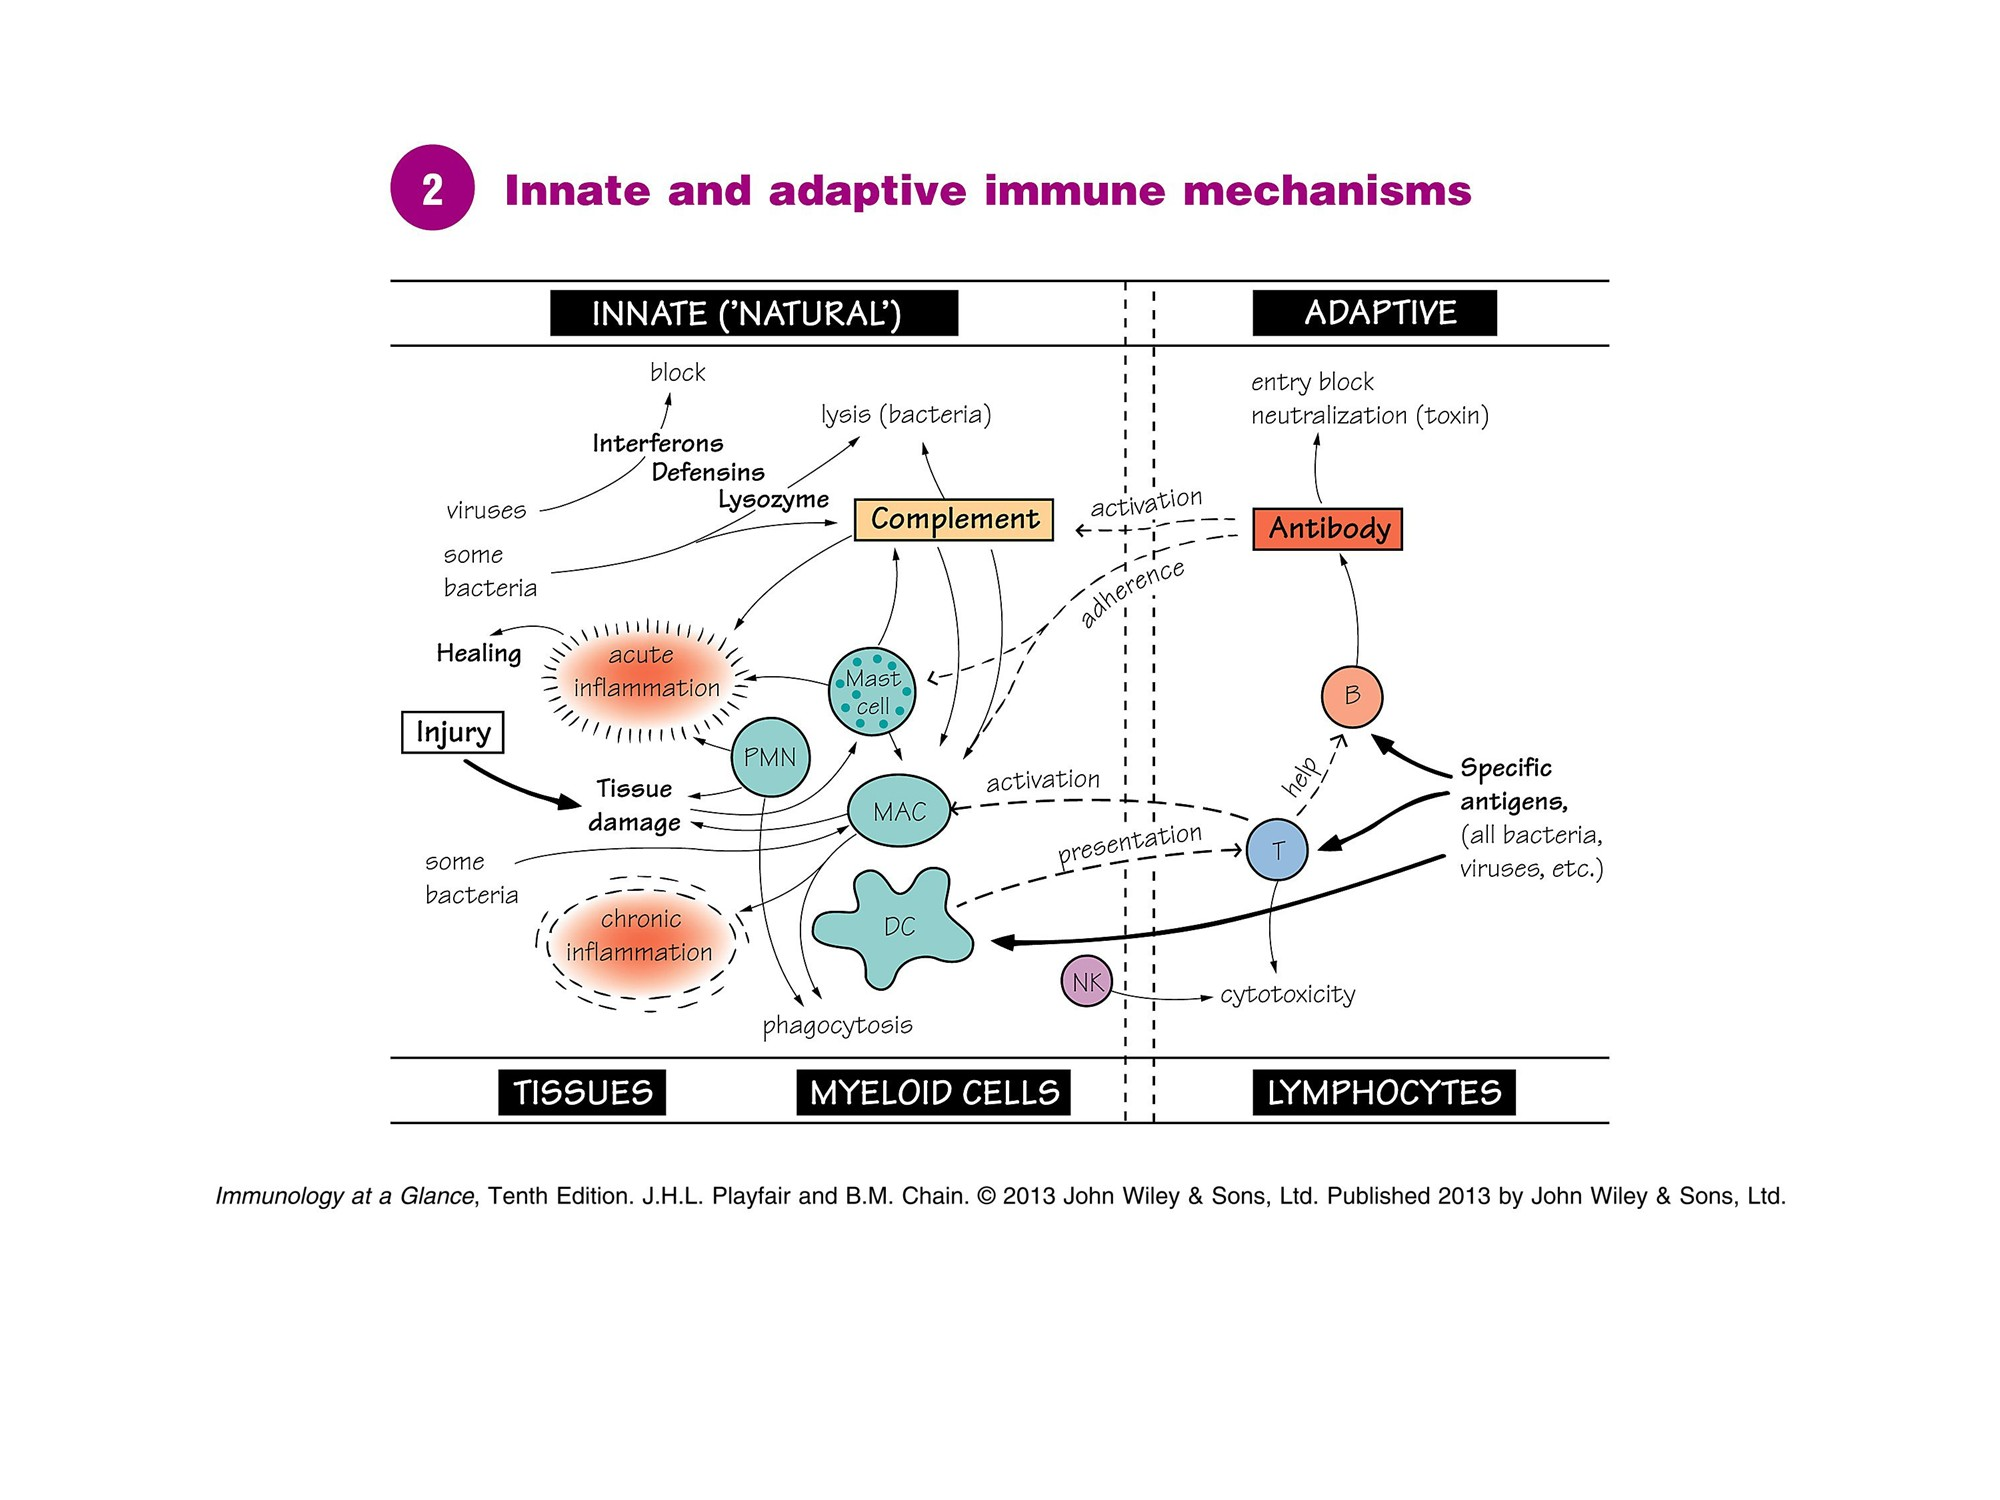 2
Innate and adaptive immune mechanisms
INNATE ('NATURAL')
ADAPTIVE
block
Interferons
Defensins
Lysozyme
lysis (bacteria)
viruses
some
bacteria
Complement
activation
adherence
entry block
neutralization (toxin)
Antibody
Healing
acute
inflammation
Mast
cell
B
Injury
PMN
Tissue
damage
MAC
activation
help
Specific
antigens,
(all bacteria,
viruses, etc.)
presentation
T
some
bacteria
chronic
inflammation
DC
NK
cytotoxicity
phagocytosis
TISSUES
MYELOID CELLS
LYMPHOCYTES
Immunology at a Glance, Tenth Edition. J.H.L. Playfair and B.M. Chain. © 2013 John Wiley & Sons, Ltd. Published 2013 by John Wiley & Sons, Ltd.